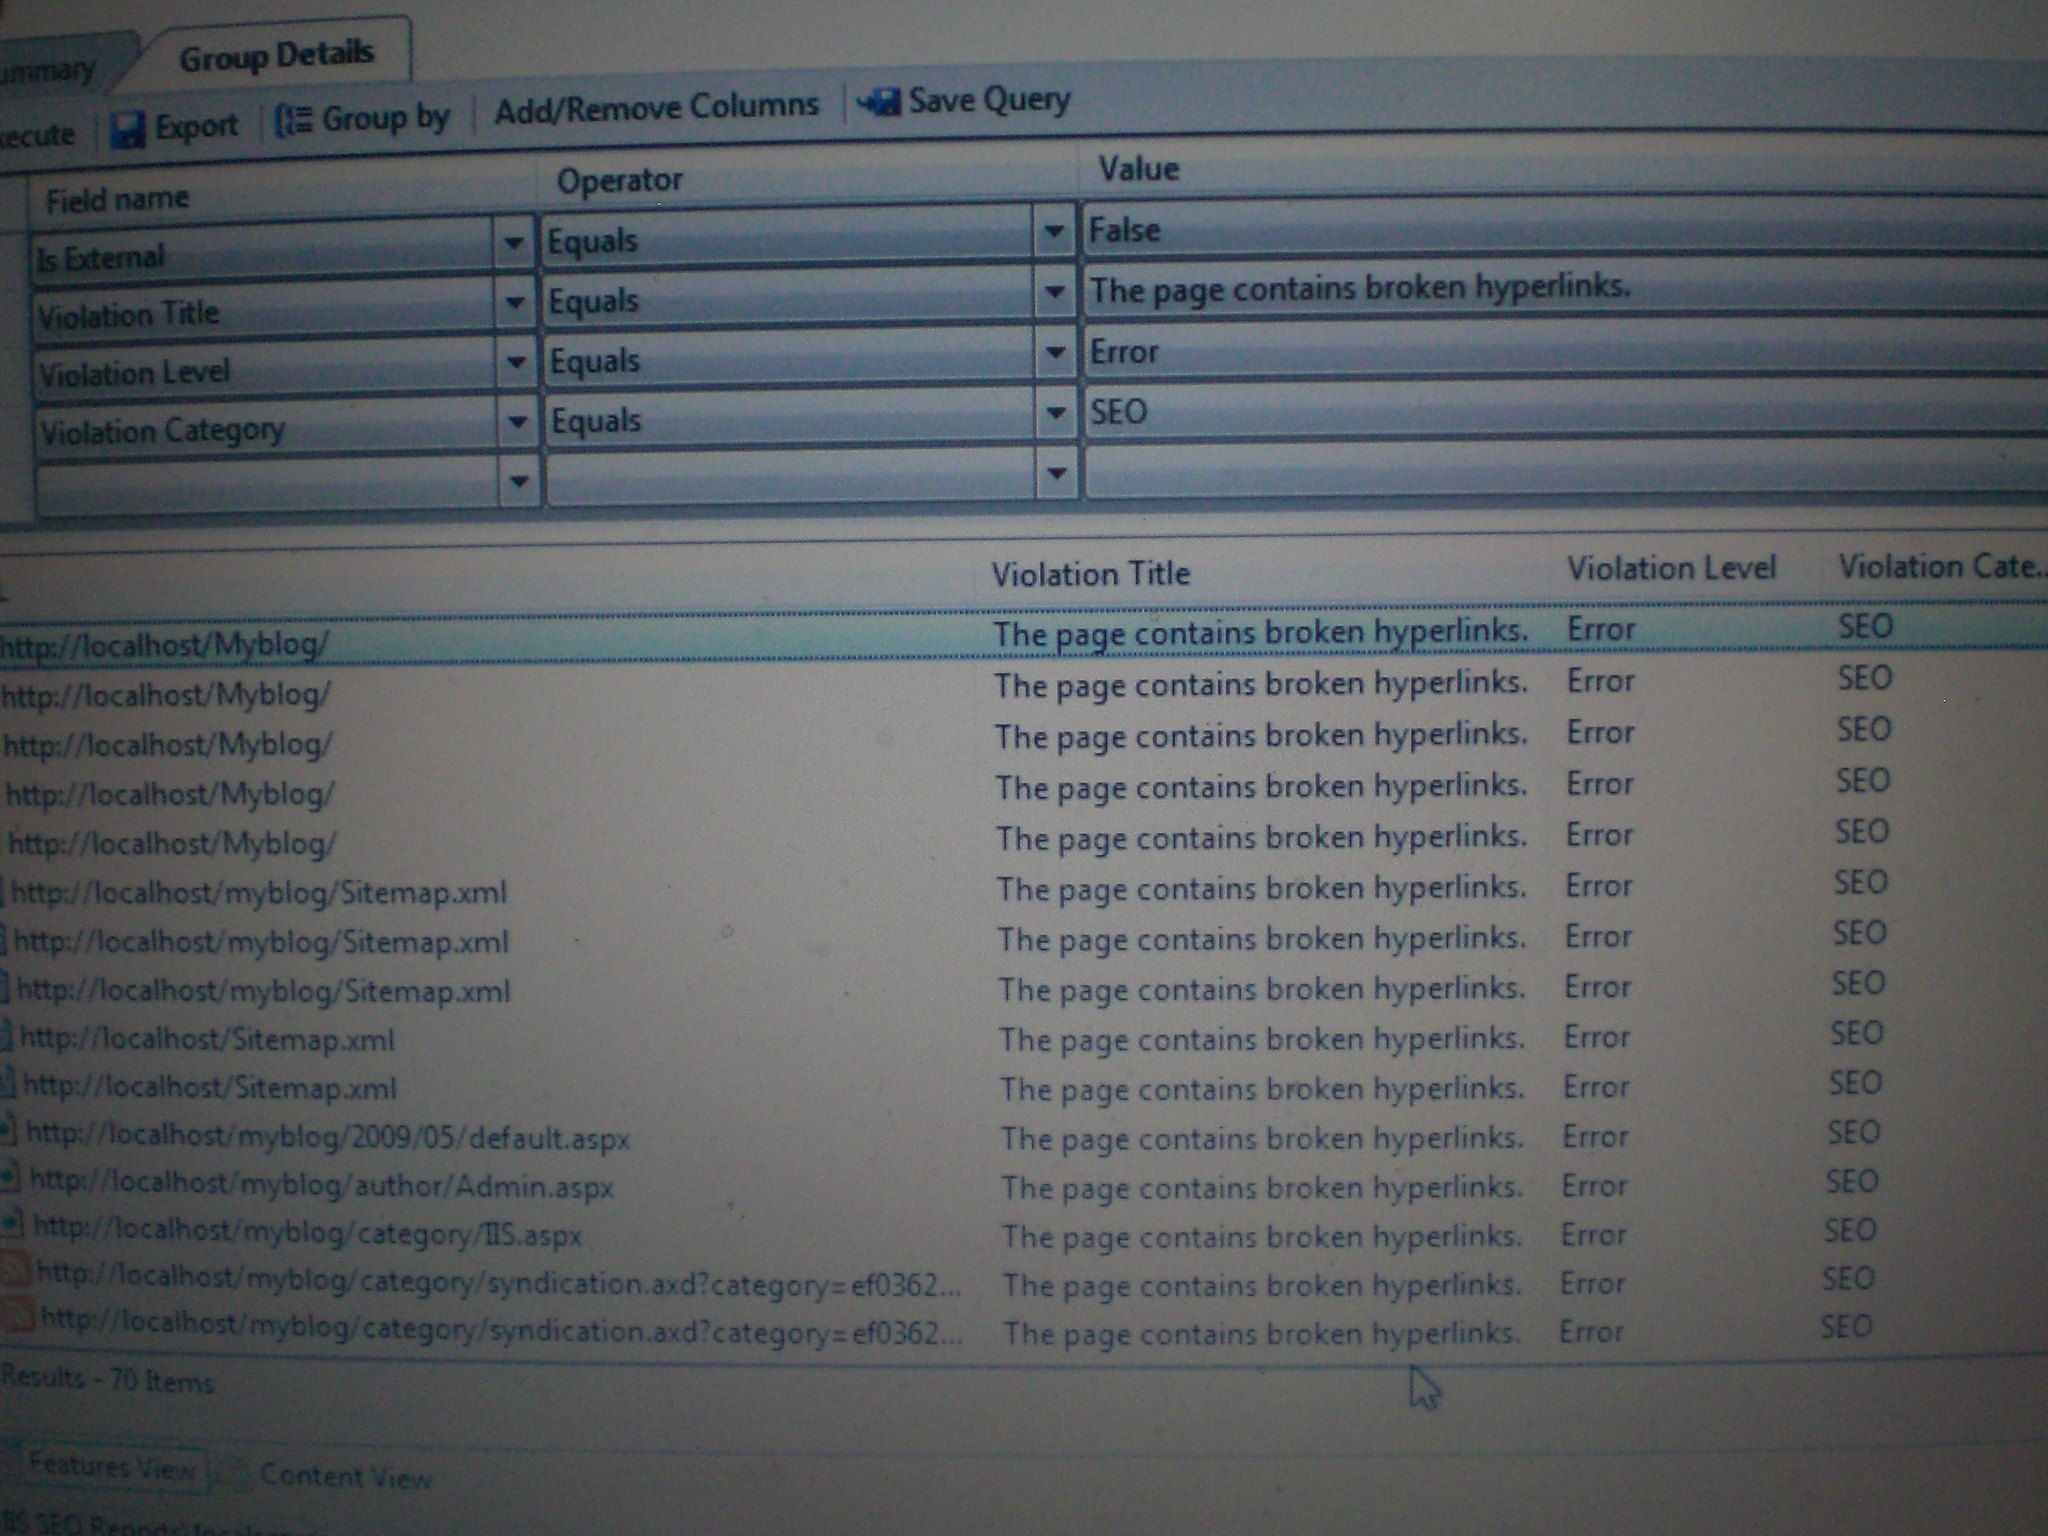 ummary Group Details
xecute Export Group by Add/Remove Columns Save Query
Field name Operator Value
Is External Equals False
Violation Title Equals The page contains broken hyperlinks.
Violation Level Equals Error
Violation Category Equals SEO
Violation Title Violation Level Violation Cate...
http://localhost/Myblog/ The page contains broken hyperlinks. Error SEO
http://localhost/Myblog/ The page contains broken hyperlinks. Error SEO
http://localhost/Myblog/ The page contains broken hyperlinks. Error SEO
http://localhost/Myblog/ The page contains broken hyperlinks. Error SEO
http://localhost/Myblog/ The page contains broken hyperlinks. Error SEO
http://localhost/myblog/Sitemap.xml The page contains broken hyperlinks. Error SEO
http://localhost/myblog/Sitemap.xml The page contains broken hyperlinks. Error SEO
http://localhost/myblog/Sitemap.xml The page contains broken hyperlinks. Error SEO
http://localhost/Sitemap.xml The page contains broken hyperlinks. Error SEO
http://localhost/Sitemap.xml The page contains broken hyperlinks. Error SEO
http://localhost/myblog/2009/05/default.aspx The page contains broken hyperlinks. Error SEO
http://localhost/myblog/author/Admin.aspx The page contains broken hyperlinks. Error SEO
http://localhost/myblog/category/IIS.aspx The page contains broken hyperlinks. Error SEO
http://localhost/myblog/category/syndication.axd?category=ef0362... The page contains broken hyperlinks. Error SEO
http://localhost/myblog/category/syndication.axd?category=ef0362... The page contains broken hyperlinks. Error SEO
Results - 70 Items
Features View Content View
SEO Reports